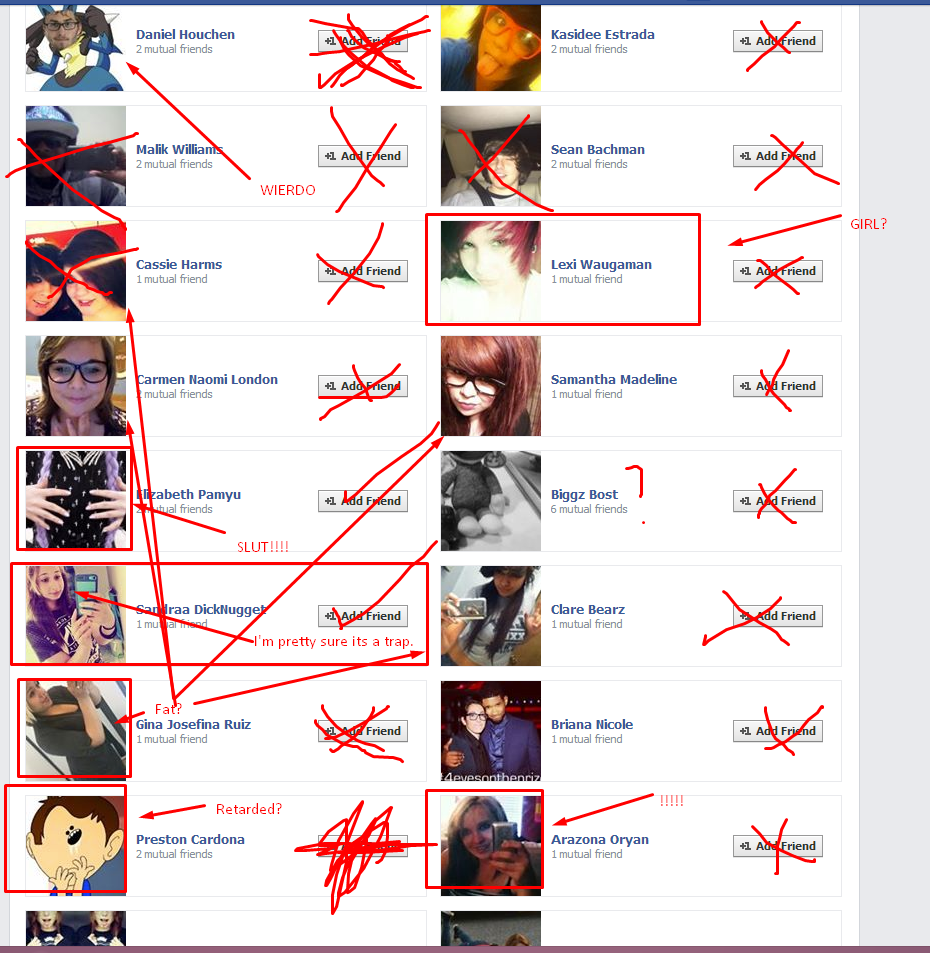 Daniel Houchen
2 mutual friends
+1 Add Friend
Kasidee Estrada
2 mutual friends
+1 Add Friend
Malik Williams
2 mutual friends
+1 Add Friend
WIERDO
Sean Bachman
2 mutual friends
+1 Add Friend
GIRL?
Cassie Harms
1 mutual friend
+1 Add Friend
Lexi Waugaman
1 mutual friend
+1 Add Friend
Carmen Naomi London
2 mutual friends
+1 Add Friend
Samantha Madeline
1 mutual friend
+1 Add Friend
Elizabeth Pamyu
2 mutual friends
+1 Add Friend
SLUT!!!!
Biggz Bost
6 mutual friends
?
+1 Add Friend
Sandraa DickNugget
1 mutual friend
+1 Add Friend
I'm pretty sure its a trap.
Clare Bearz
1 mutual friend
+1 Add Friend
Fat?
Gina Josefina Ruiz
1 mutual friend
+1 Add Friend
#4eyesontheprize
Briana Nicole
1 mutual friend
+1 Add Friend
Retarded?
Preston Cardona
2 mutual friends
!!!!!
Arazona Oryan
1 mutual friend
+1 Add Friend